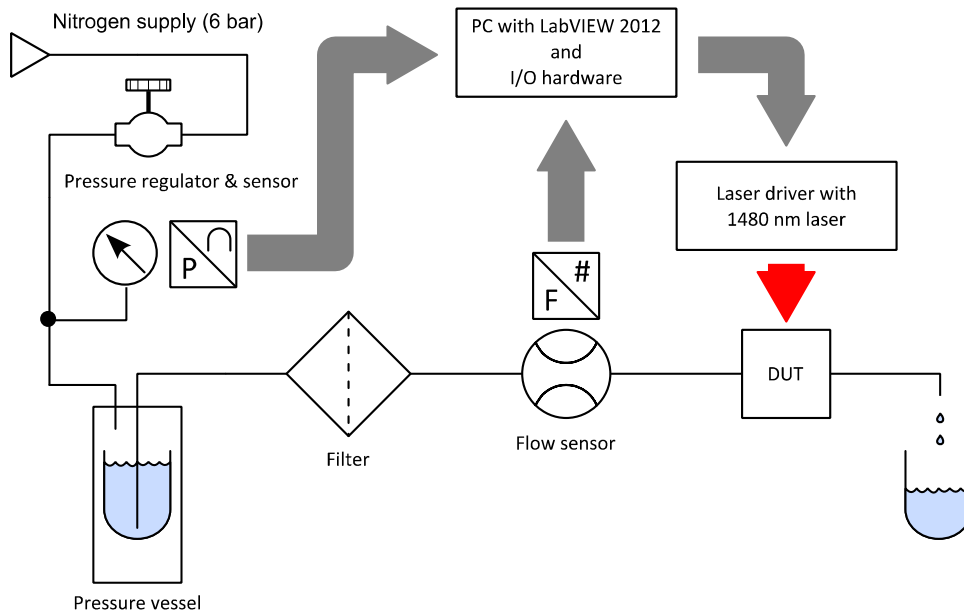 Nitrogen supply (6 bar)
PC with LabVIEW 2012
and
I/O hardware
Pressure regulator & sensor
Laser driver with
1480 nm laser
P
#
F
DUT
Flow sensor
Filter
Pressure vessel